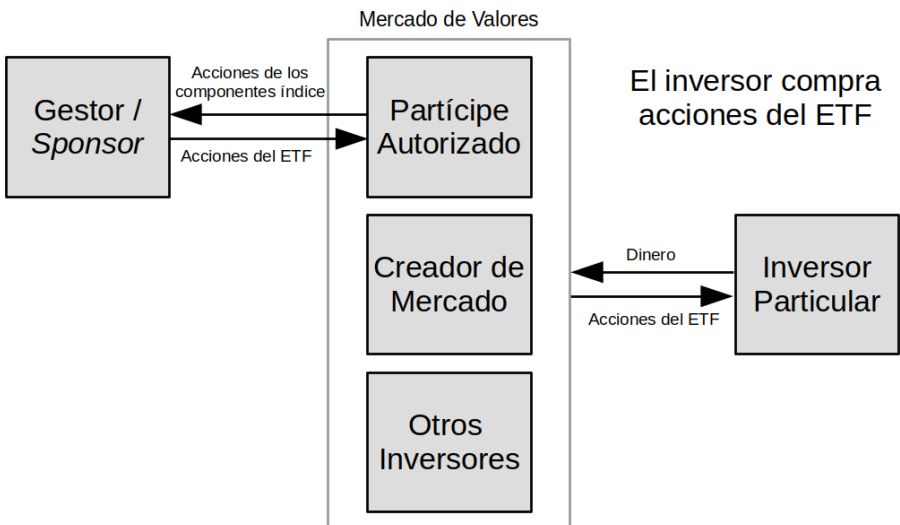 Mercado de Valores
Gestor /
Sponsor
Acciones de los
componentes índice
Acciones del ETF
Partícipe
Autorizado
El inversor compra
acciones del ETF
Creador de
Mercado
Dinero
Acciones del ETF
Inversor
Particular
Otros
Inversores